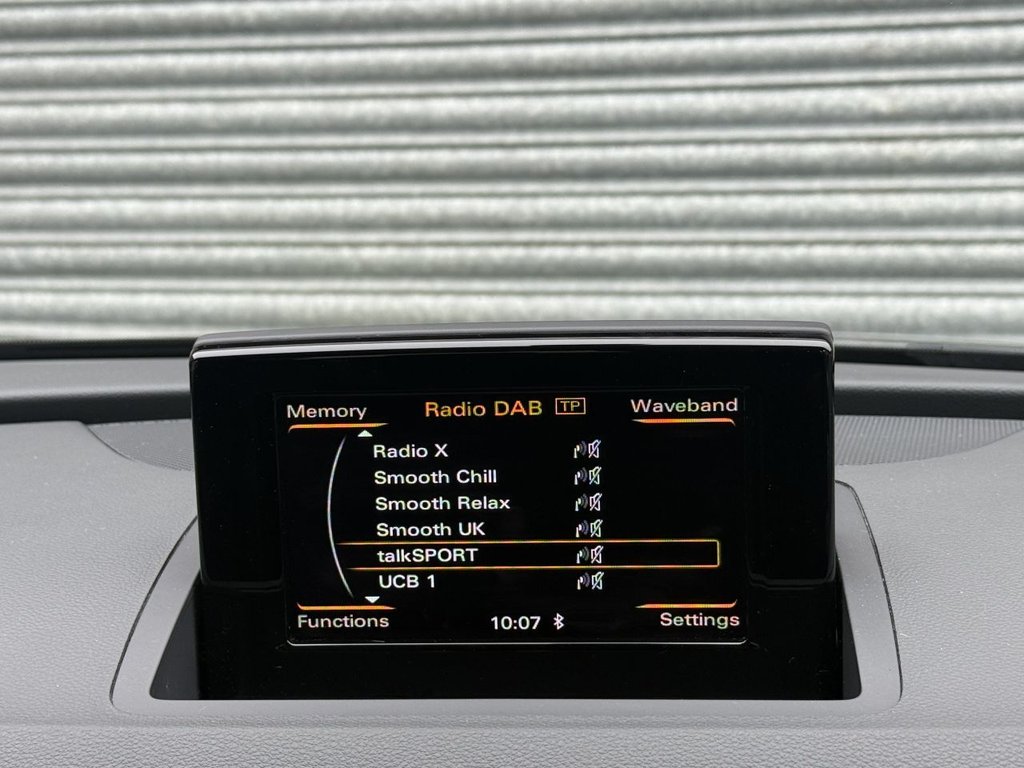 Memory Radio DAB TP Waveband
Radio X
Smooth Chill
Smooth Relax
Smooth UK
talkSPORT
UCB 1
Functions 10:07 Settings